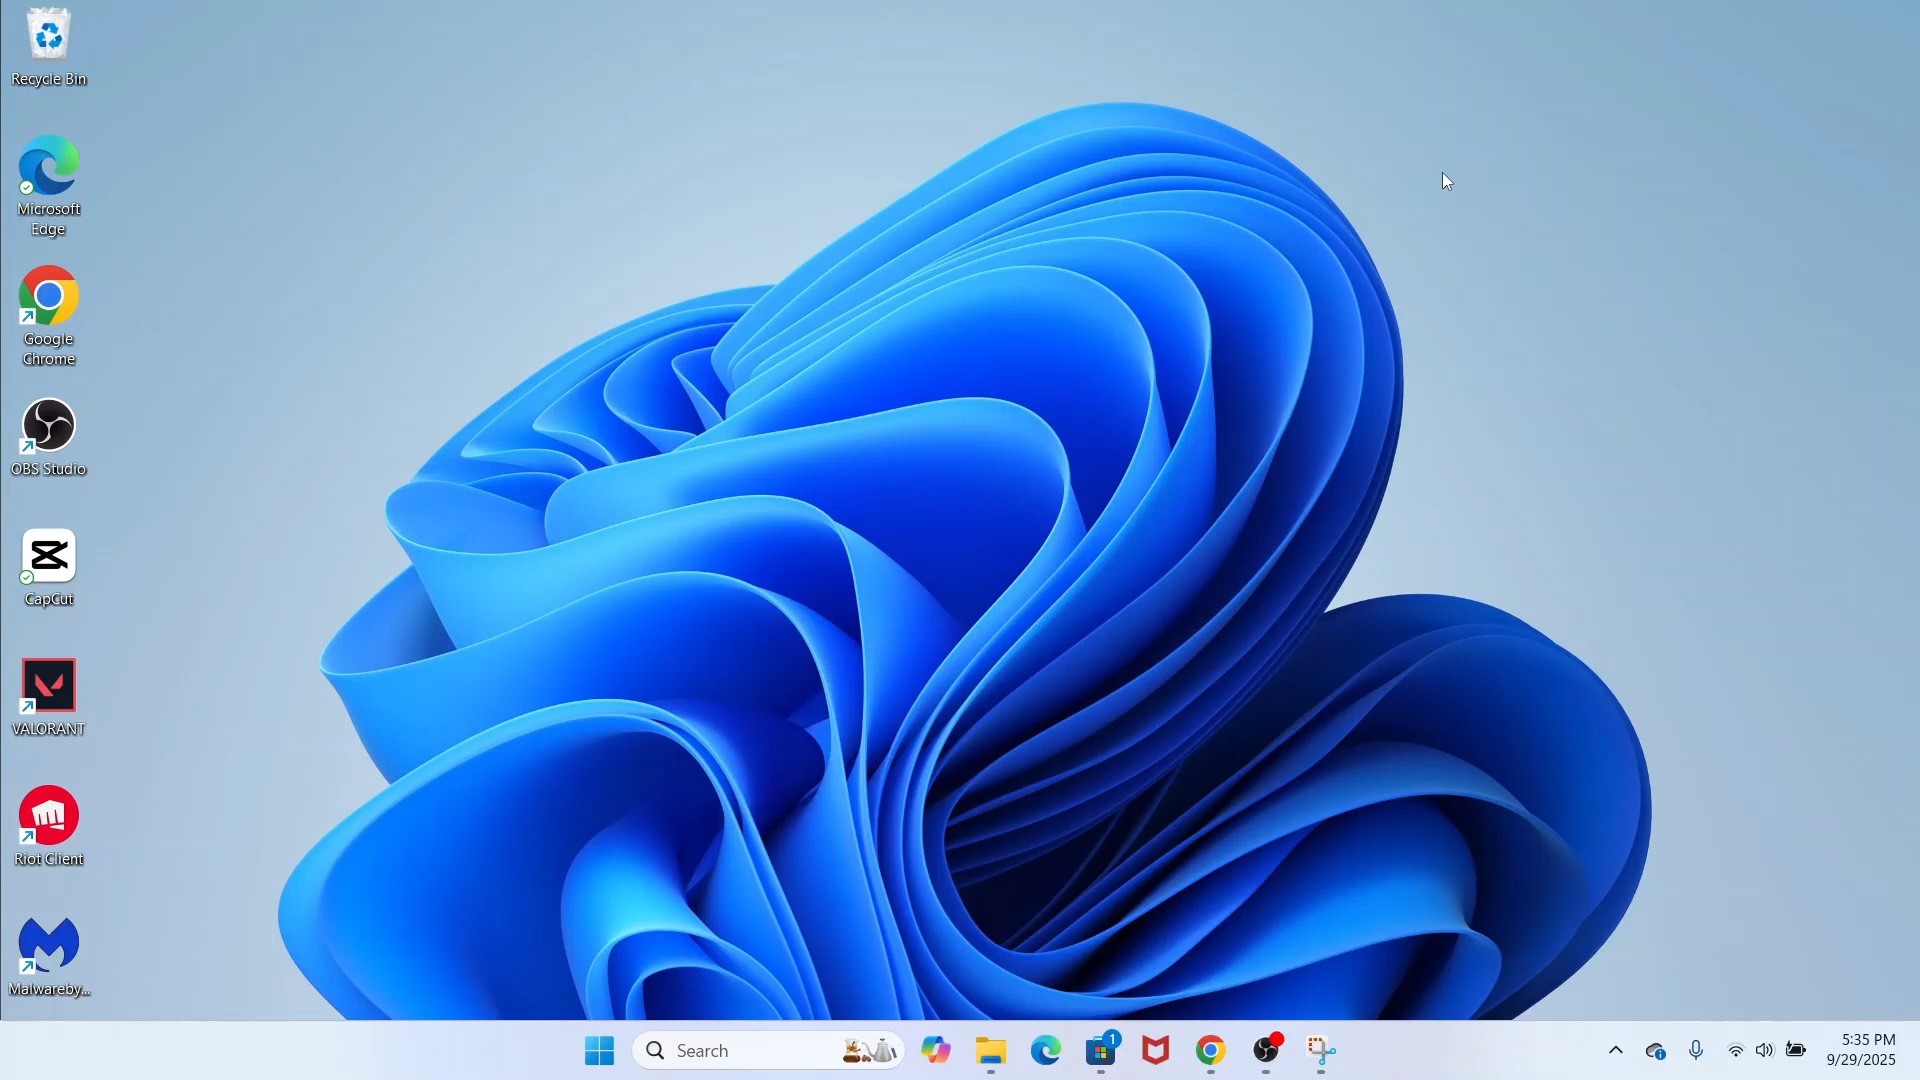 Recycle Bin
Microsoft
Edge
Google
Chrome
OBS Studio
CapCut
VALORANT
Riot Client
Malwareby...
Search
1
5:35 PM
9/29/2025